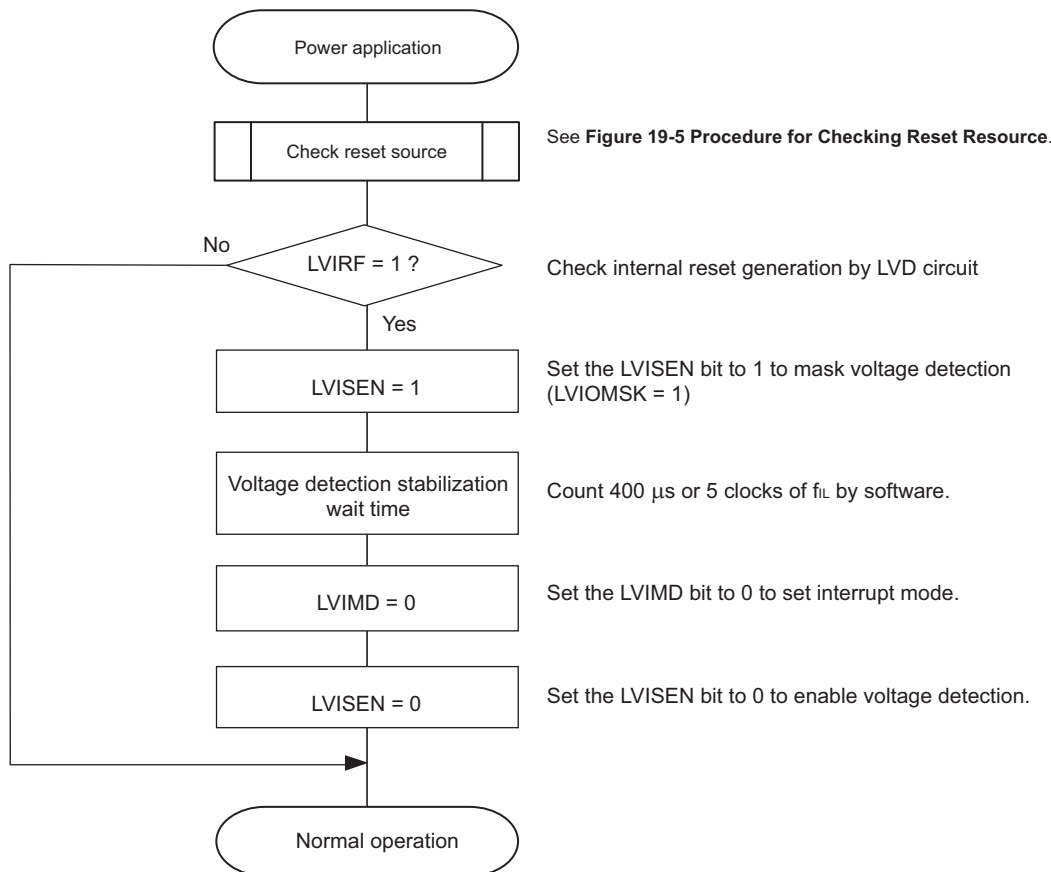 Power application
Check reset source
See Figure 19-5 Procedure for Checking Reset Resource.
No
LVIRF = 1 ?
Check internal reset generation by LVD circuit
Yes
LVISEN = 1
Set the LVISEN bit to 1 to mask voltage detection
(LVIOMSK = 1)
Voltage detection stabilization
wait time
Count 400 μs or 5 clocks of fIL by software.
LVIMD = 0
Set the LVIMD bit to 0 to set interrupt mode.
LVISEN = 0
Set the LVISEN bit to 0 to enable voltage detection.
Normal operation